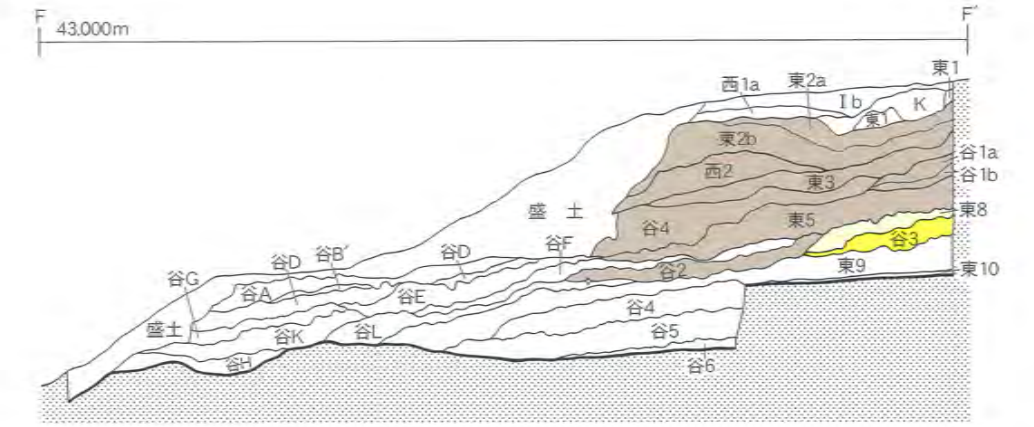 F
F′
43.000m
東1
西1a
東2a
Ⅰb
K
東1
東2b
谷1a
西2
谷1b
東3
盛 土
東8
東5
谷4
谷3
谷F
谷D
谷B′
谷D
谷G
谷2
東9
東10
谷A
谷E
谷4
盛土
谷K
谷L
谷5
谷H
谷6